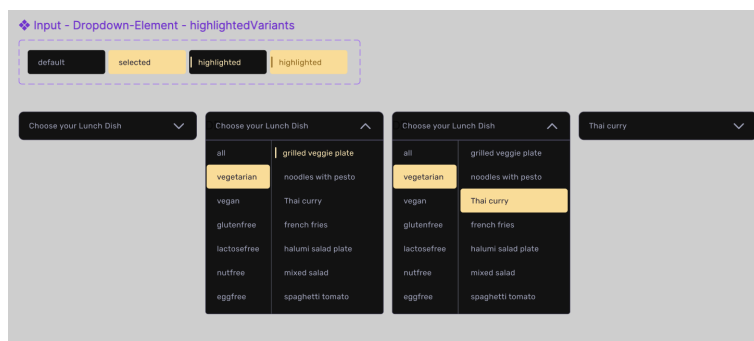 Input - Dropdown-Element - highlightedVariants
default
selected
highlighted
highlighted
Choose your Lunch Dish
Choose your Lunch Dish
all
vegetarian
vegan
glutenfree
lactosefree
nutfree
eggfree
grilled veggie plate
noodles with pesto
Thai curry
french fries
halumi salad plate
mixed salad
spaghetti tomato
Choose your Lunch Dish
all
vegetarian
vegan
glutenfree
lactosefree
nutfree
eggfree
grilled veggie plate
noodles with pesto
Thai curry
french fries
halumi salad plate
mixed salad
spaghetti tomato
Thai curry